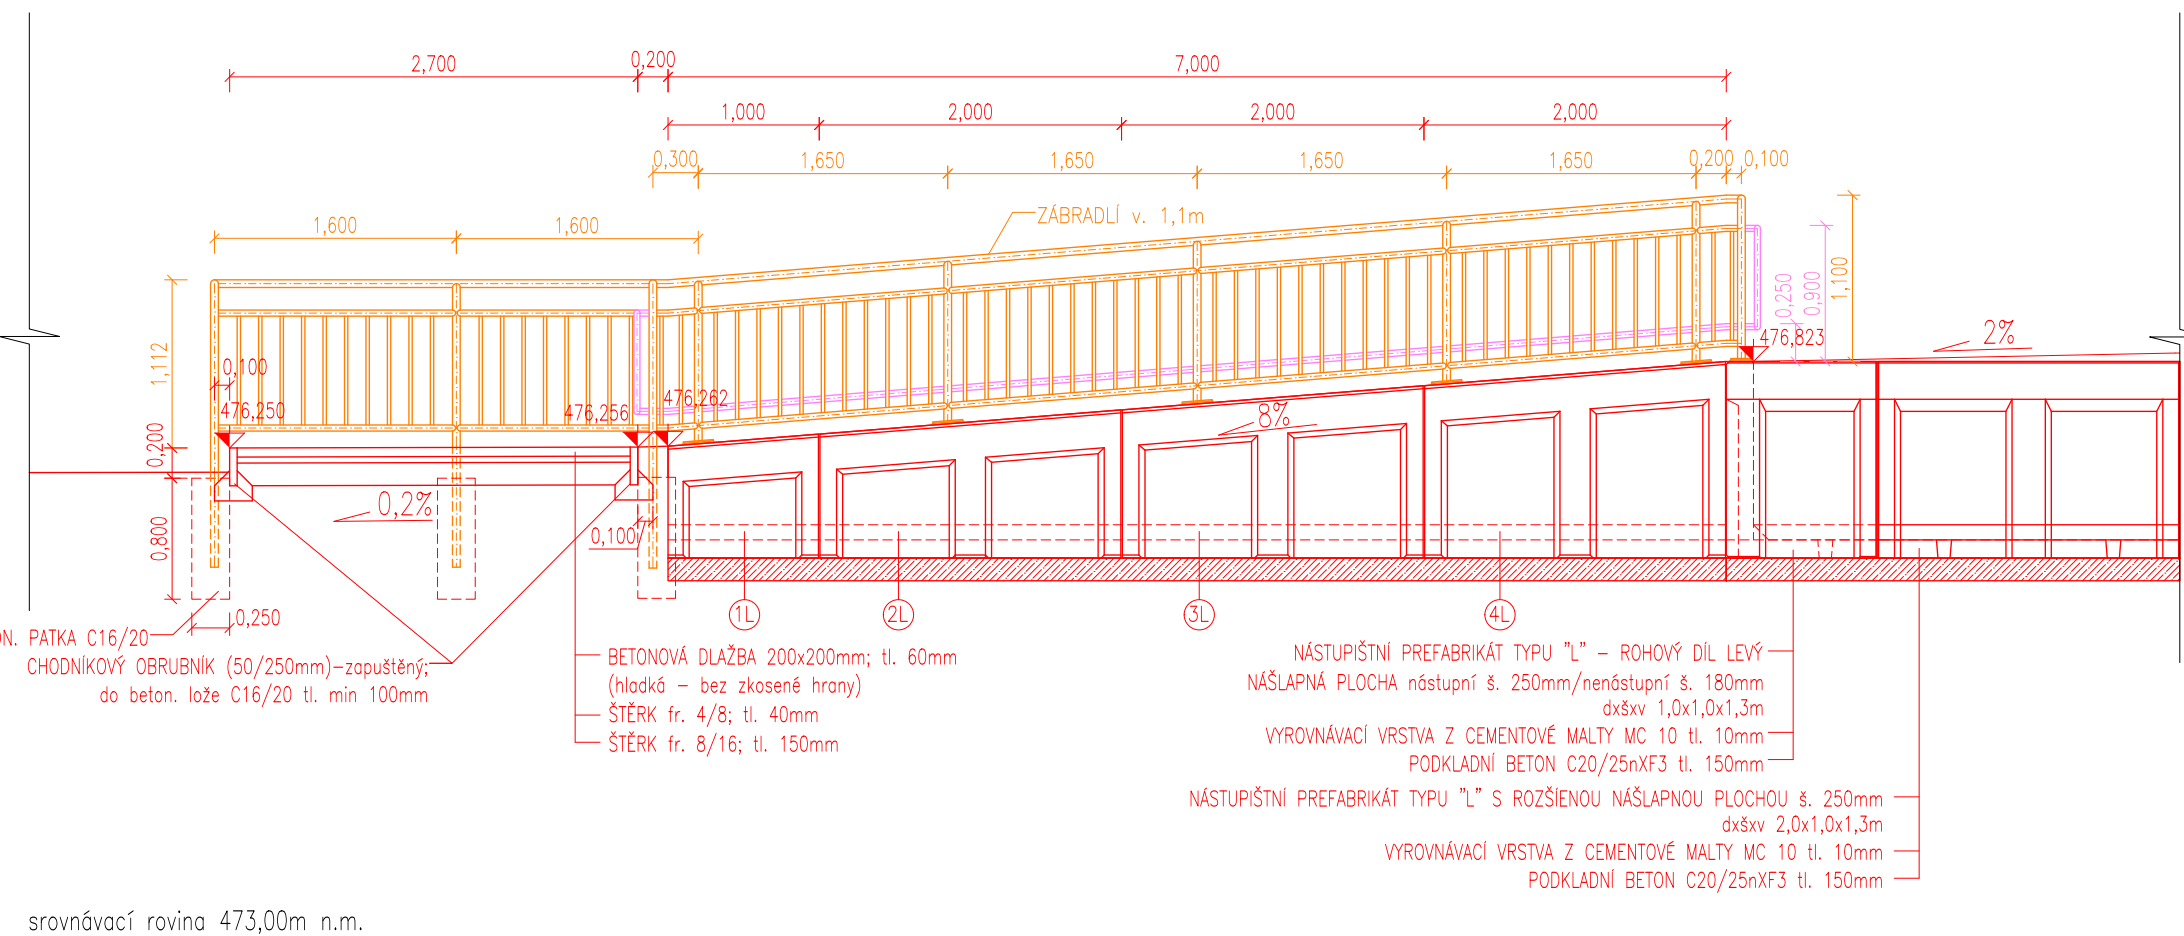 2,700
0,200
7,000
1,000
2,000
2,000
2,000
0,300
1,650
1,650
1,650
1,650
0,200
0,100
1,600
1,600
ZÁBRADLÍ v. 1,1m
1,112
0,100
476,250
476,256
476,262
476,823
0,250
0,900
1,100
2%
8%
0,200
0,2%
0,800
0,100
0,250
1L
2L
3L
4L
PATKA C16/20
CHODNÍKOVÝ OBRUBNÍK (50/250mm)-zapuštěný;
do beton. lože C16/20 tl. min 100mm
BETONOVÁ DLAŽBA 200x200mm; tl. 60mm
(hladká - bez zkosené hrany)
ŠTĚRK fr. 4/8; tl. 40mm
ŠTĚRK fr. 8/16; tl. 150mm
NÁSTUPIŠTNÍ PREFABRIKÁT TYPU "L" - ROHOVÝ DÍL LEVÝ
NÁŠLAPNÁ PLOCHA nástupní š. 250mm/nenástupní š. 180mm
dxšxv 1,0x1,0x1,3m
VYROVNÁVACÍ VRSTVA Z CEMENTOVÉ MALTY MC 10 tl. 10mm
PODKLADNÍ BETON C20/25nXF3 tl. 150mm
NÁSTUPIŠTNÍ PREFABRIKÁT TYPU "L" S ROZŠÍENOU NÁŠLAPNOU PLOCHOU š. 250mm
dxšxv 2,0x1,0x1,3m
VYROVNÁVACÍ VRSTVA Z CEMENTOVÉ MALTY MC 10 tl. 10mm
PODKLADNÍ BETON C20/25nXF3 tl. 150mm
srovnávací rovina 473,00m n.m.